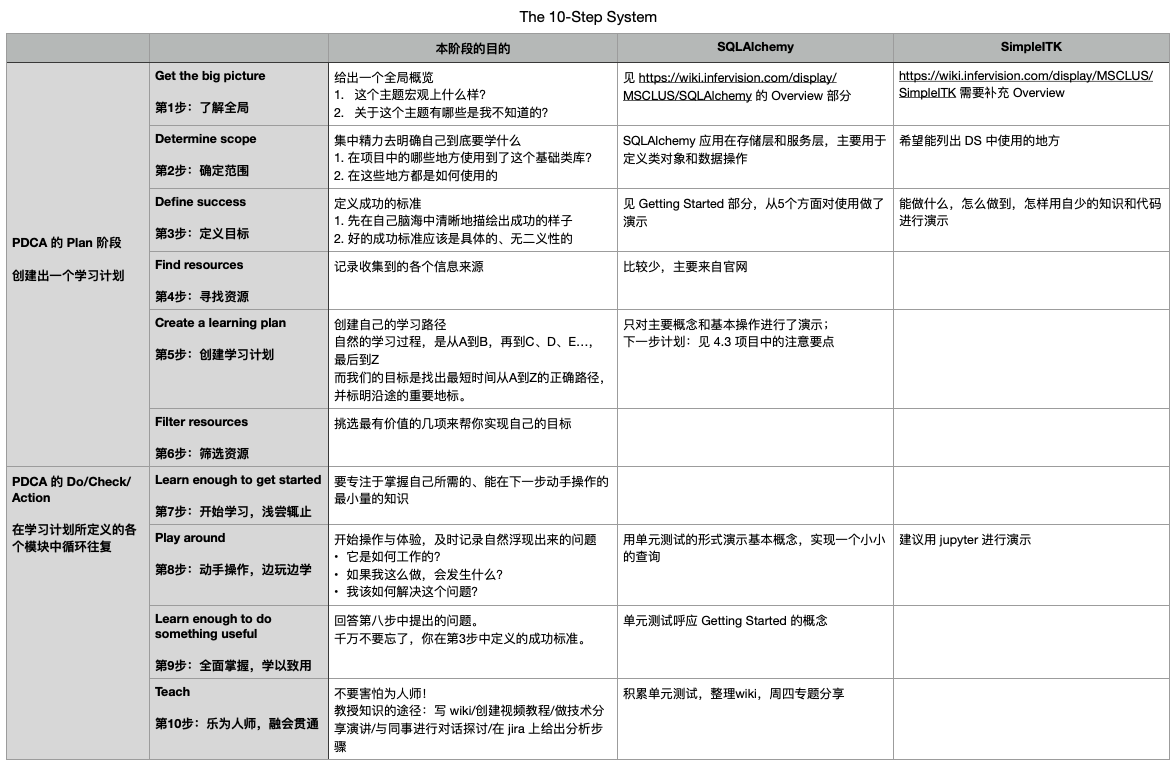 The 10-Step System
本阶段的目的
SQLAlchemy
SimpleITK
PDCA 的 Plan 阶段
创建出一个学习计划
Get the big picture
第1步：了解全局
给出一个全局概览
1. 这个主题宏观上什么样？
2. 关于这个主题有哪些是我不知道的？
见 https://wiki.infervision.com/display/
MSCLUS/SQLAlchemy 的 Overview 部分
https://wiki.infervision.com/display/MSCLUS/
SimpleITK 需要补充 Overview
Determine scope
第2步：确定范围
集中精力去明确自己到底要学什么
1. 在项目中的哪些地方使用到了这个基础类库？
2. 在这些地方都是如何使用的
SQLAlchemy 应用在存储层和服务层，主要用于
定义类对象和数据操作
希望能列出 DS 中使用的地方
Define success
第3步：定义目标
定义成功的标准
1. 先在自己脑海中清晰地描绘出成功的样子
2. 好的成功标准应该是具体的、无二义性的
见 Getting Started 部分，从5个方面对使用做了
演示
能做什么，怎么做到，怎样用自少的知识和代码
进行演示
Find resources
第4步：寻找资源
记录收集到的各个信息来源
比较少，主要来自官网
Create a learning plan
第5步：创建学习计划
创建自己的学习路径
自然的学习过程，是从A到B，再到C、D、E…，
最后到Z
而我们的目标是找出最短时间从A到Z的正确路径，
并标明沿途的重要地标。
只对主要概念和基本操作进行了演示；
下一步计划：见 4.3 项目中的注意要点
Filter resources
第6步：筛选资源
挑选最有价值的几项来帮你实现自己的目标
PDCA 的 Do/Check/
Action
在学习计划所定义的各
个模块中循环往复
Learn enough to get started
第7步：开始学习，浅尝辄止
要专注于掌握自己所需的、能在下一步动手操作的
最小量的知识
Play around
第8步：动手操作，边玩边学
开始操作与体验，及时记录自然浮现出来的问题
• 它是如何工作的？
• 如果我这么做，会发生什么？
• 我该如何解决这个问题？
用单元测试的形式演示基本概念，实现一个小小
的查询
建议用 jupyter 进行演示
Learn enough to do
something useful
第9步：全面掌握，学以致用
回答第八步中提出的问题。
千万不要忘了，你在第3步中定义的成功标准。
单元测试呼应 Getting Started 的概念
Teach
第10步：乐为人师，融会贯通
不要害怕为人师！
教授知识的途径：写 wiki/创建视频教程/做技术分
享演讲/与同事进行对话探讨/在 jira 上给出分析步
骤
积累单元测试，整理wiki，周四专题分享